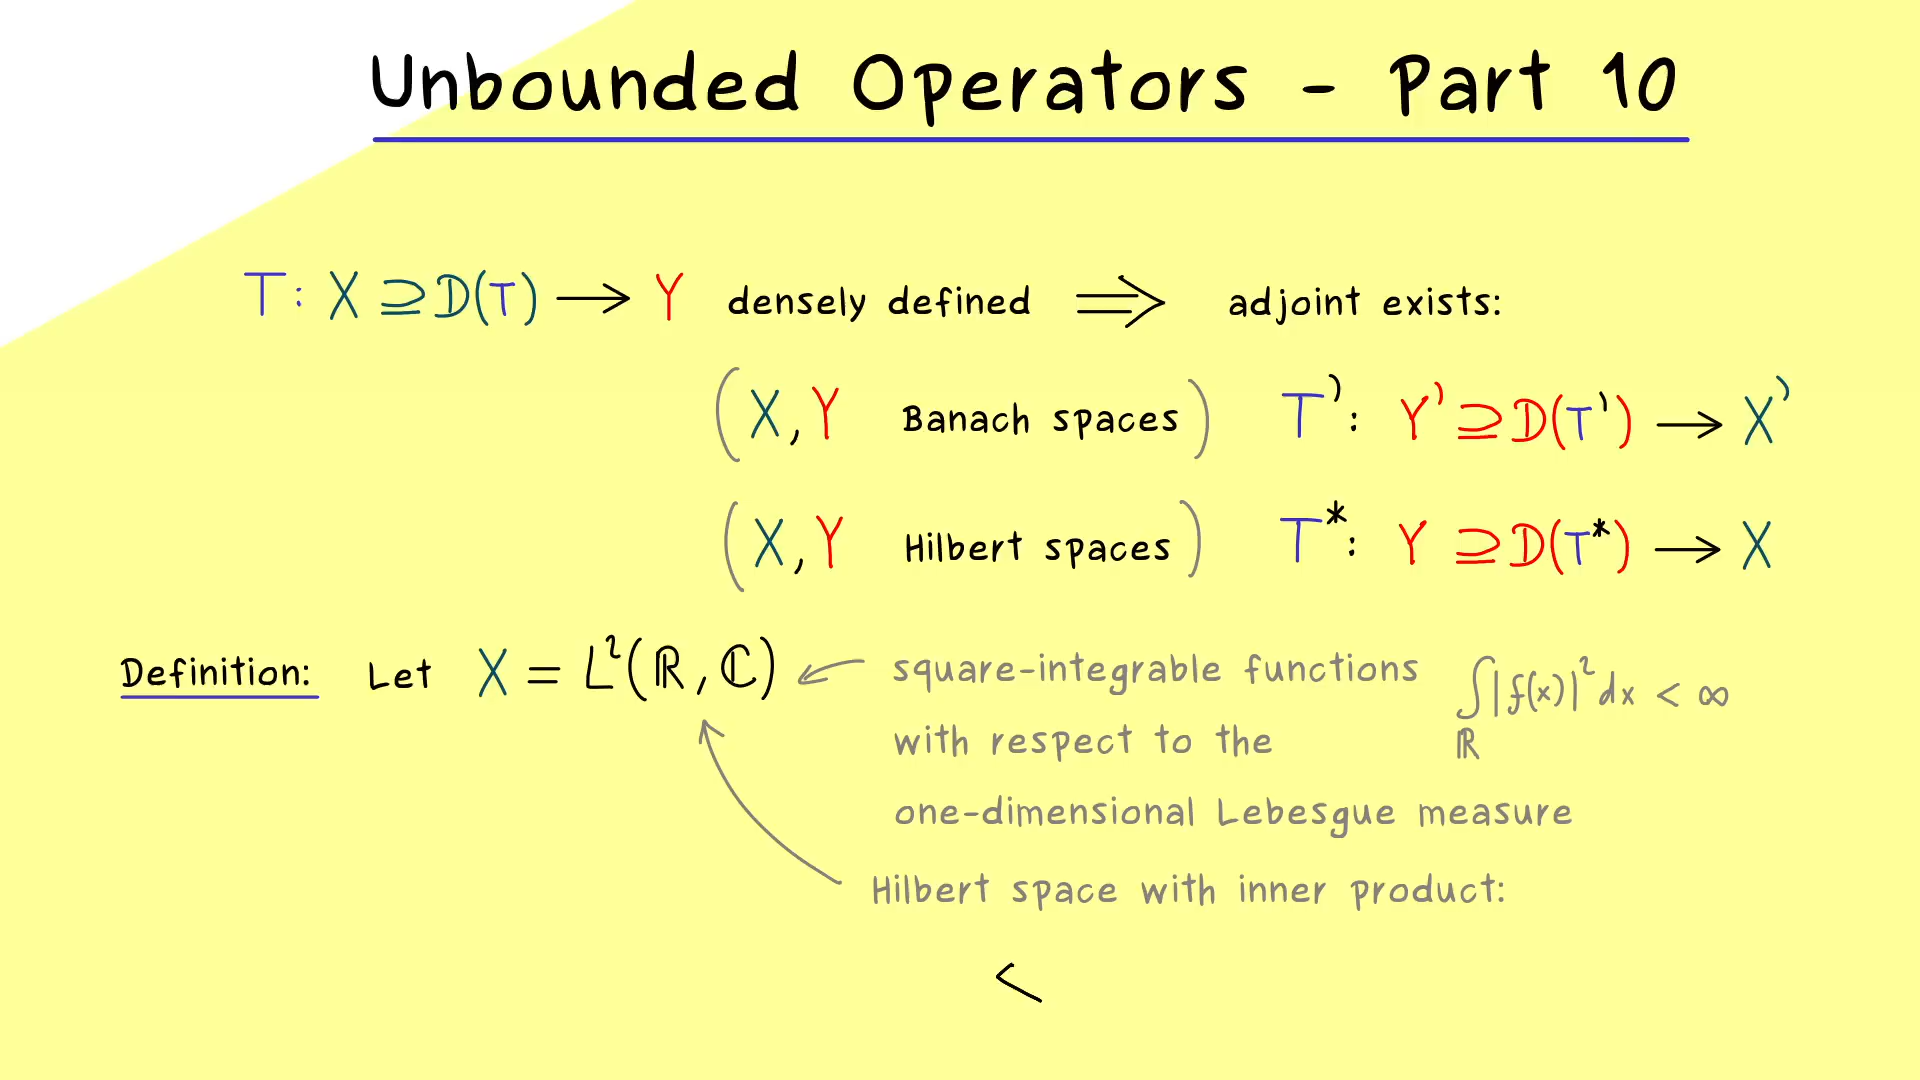 Unbounded Operators - Part 10
T: X ⊇ D(T) ⟶ Y densely defined ⟹ adjoint exists:
(X, Y Banach spaces) T': Y' ⊇ D(T') ⟶ X'
(X, Y Hilbert spaces) T*: Y ⊇ D(T*) ⟶ X
Definition: Let X = L²(ℝ, ℂ) ← square-integrable functions ∫|f(x)|² dx < ∞
with respect to the ℝ
one-dimensional Lebesgue measure
Hilbert space with inner product:
<